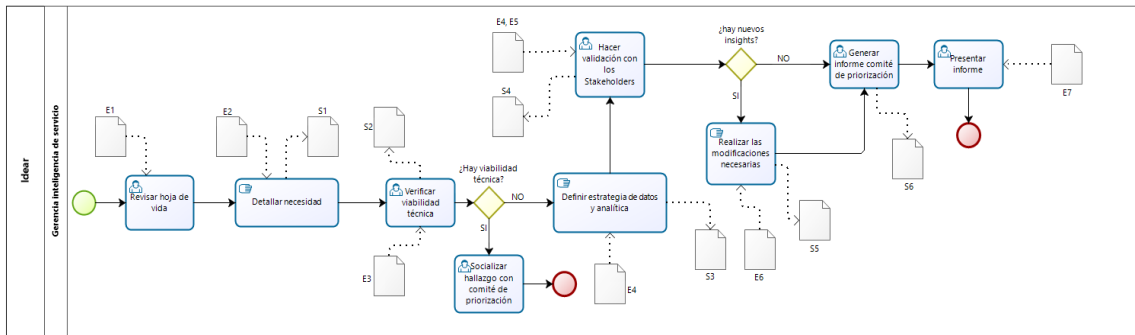 Idear
Gerencia inteligencia de servicio
E1
Revisar hoja de
vida
E2
S1
Detallar necesidad
S2
Verificar
viabilidad
técnica
E3
¿Hay viabilidad
técnica?
NO
SI
Socializar
hallazgo con
comité de
priorización
Definir estrategia de datos
y analítica
E4
S3
E4, E5
S4
Hacer
validación con
los
Stakeholders
¿hay nuevos
insights?
NO
SI
Realizar las
modificaciones
necesarias
E6
S5
Generar
informe comité
de priorización
S6
Presentar
informe
E7